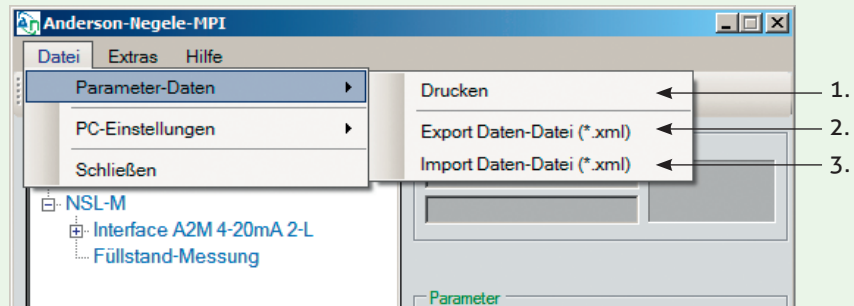 Anderson-Negele-MPI
Datei Extras Hilfe
Parameter-Daten
PC-Einstellungen
Schließen
Drucken
Export Daten-Datei (*.xml)
Import Daten-Datei (*.xml)
1.
2.
3.
NSL-M
Interface A2M 4-20mA 2-L
Füllstand-Messung
Parameter